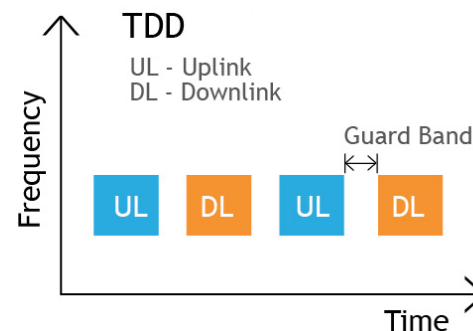 TDD
UL - Uplink
DL - Downlink
Guard Band
Frequency
UL DL UL DL
Time